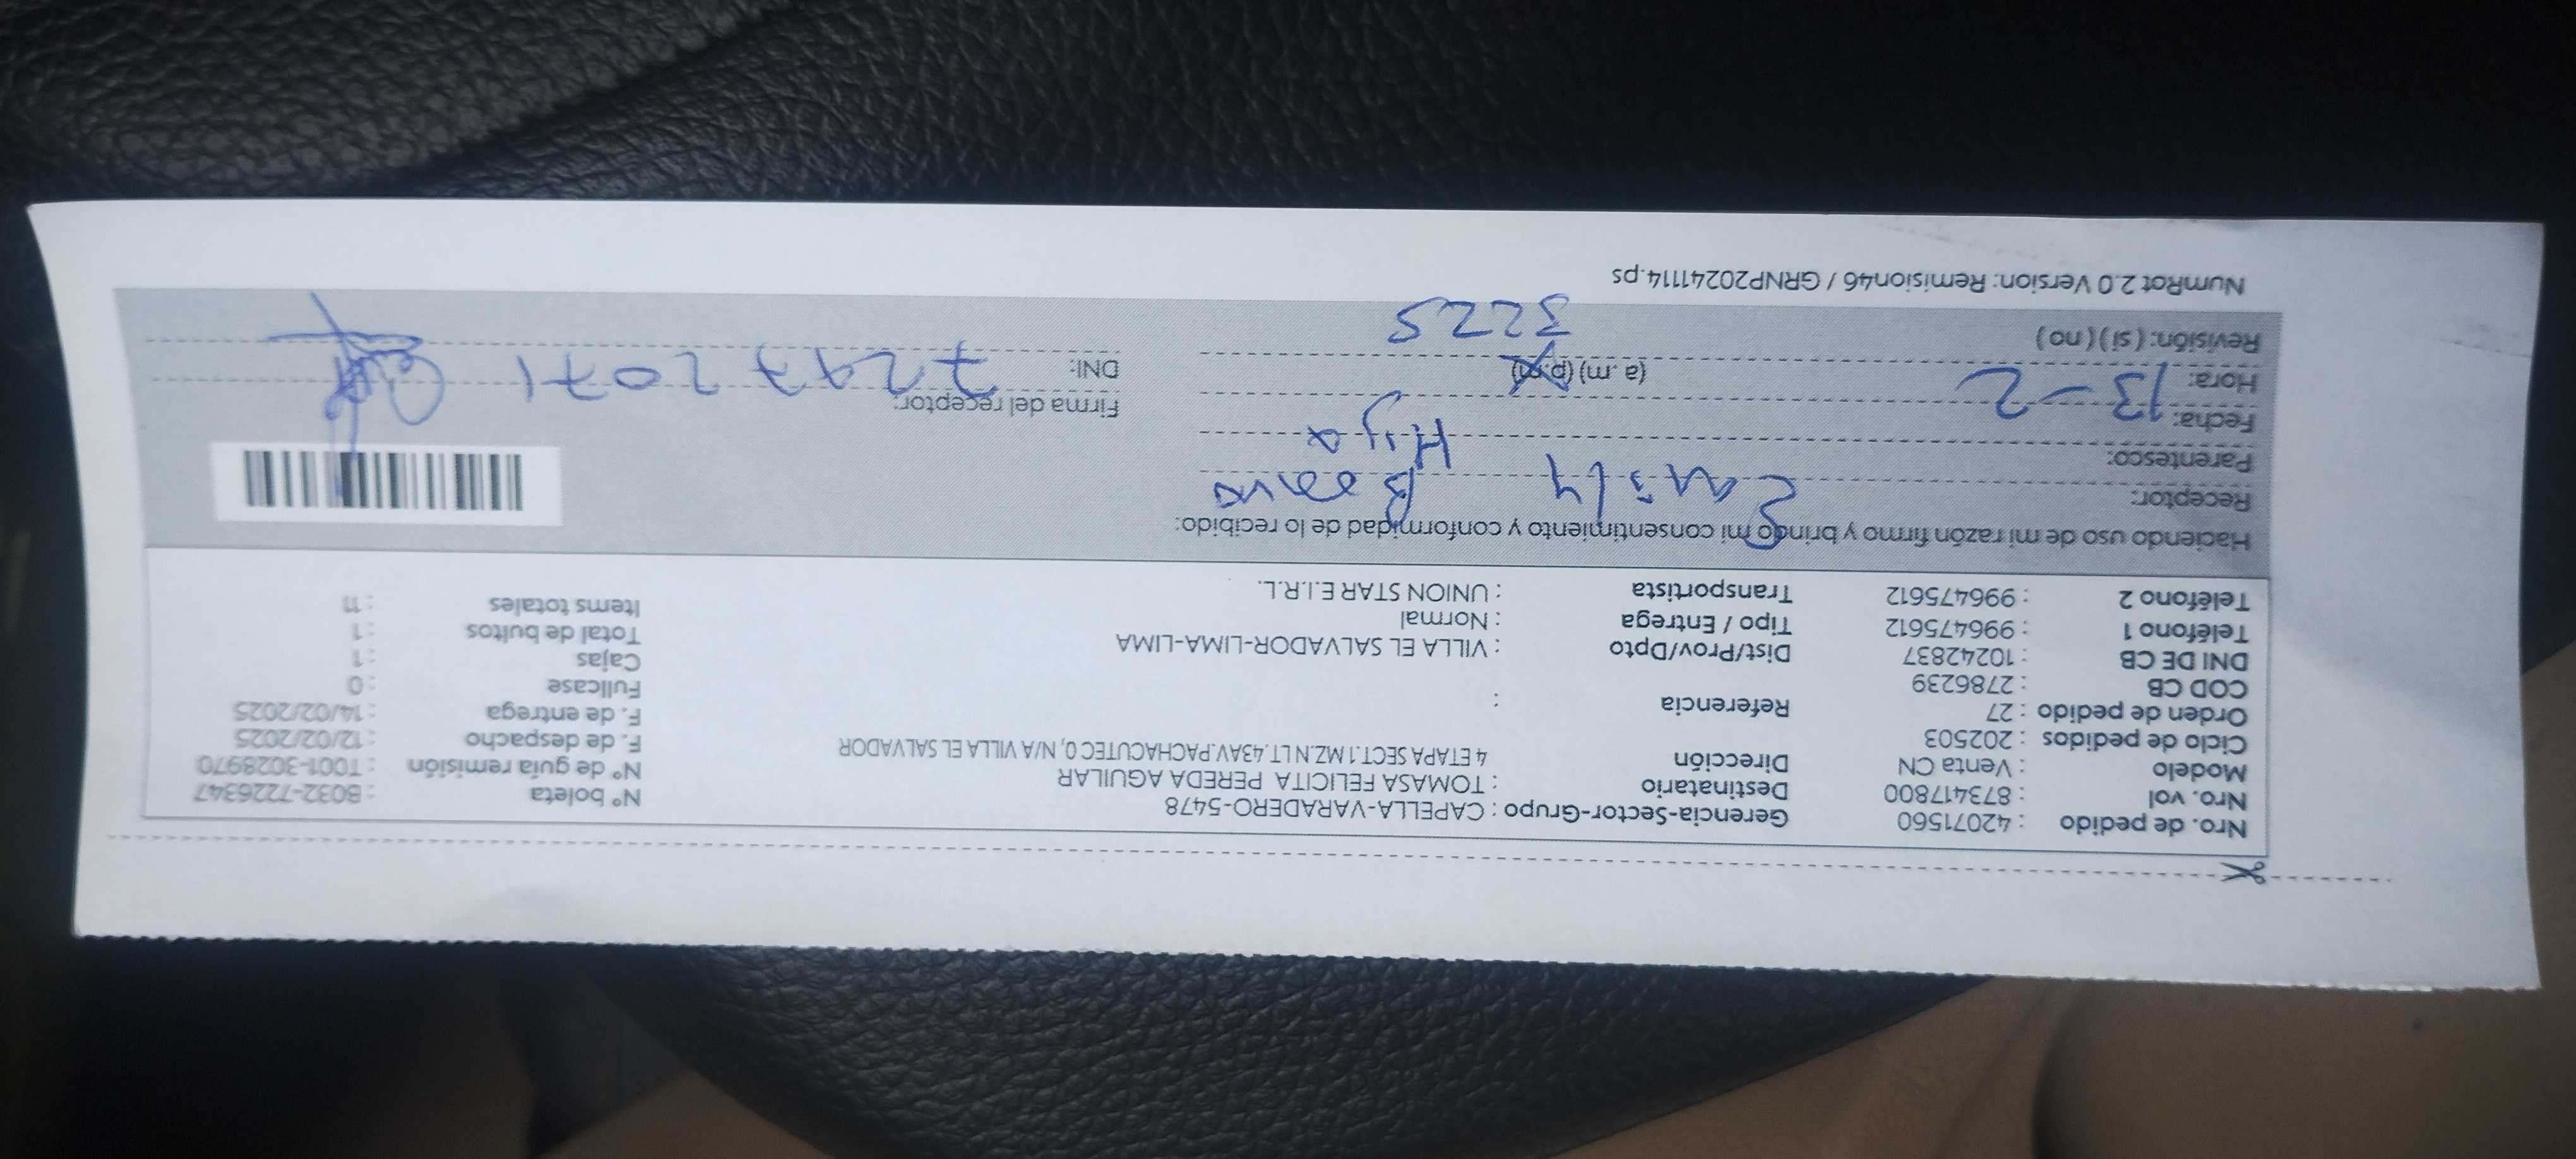 Nro. de pedido : 42071560 Gerencia-Sector-Grupo : CAPELLA-VARADERO-5478 N° boleta : B032-7226347
Nro. vol : 873417800 Destinatario : TOMASA FELICITA PEREDA AGUILAR N° de guía remisión : T001-3028970
Modelo : Venta CN Dirección 4 ETAPA SECT.1 MZ.N LT.43AV.PACHACUTEC 0, N/A VILLA EL SALVADOR F. de despacho : 12/02/2025
Ciclo de pedidos : 202503 F. de entrega : 14/02/2025
Orden de pedido : 27 Referencia : Fullcase : 0
COD CB : 2786239 Cajas : 1
DNI DE CB : 10242837 Dist/Prov/Dpto : VILLA EL SALVADOR-LIMA-LIMA Total de bultos : 1
Teléfono 1 : 996475612 Tipo / Entrega : Normal Items totales : 11
Teléfono 2 : 996475612 Transportista : UNION STAR E.I.R.L.
Haciendo uso de mi razón firmo y brindo mi consentimiento y conformidad de lo recibido:
Receptor:
Parentesco: Hija
Fecha: 13-2 Firma del receptor:
Hora: (a.m) (p.m) DNI: 72472071
Revisión: (si) (no) 3225
NumRot 2.0 Version: Remision46 / GRNP20241114.ps